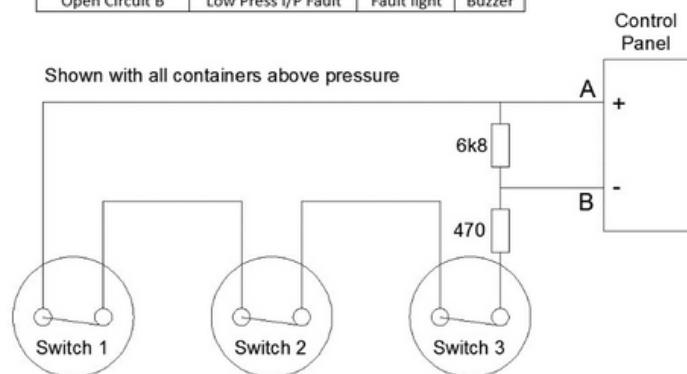 Open Circuit B Low Press I/P Fault Fault light Buzzer
Control
Panel
Shown with all containers above pressure
A
+
6k8
-
B
470
Switch 1 Switch 2 Switch 3